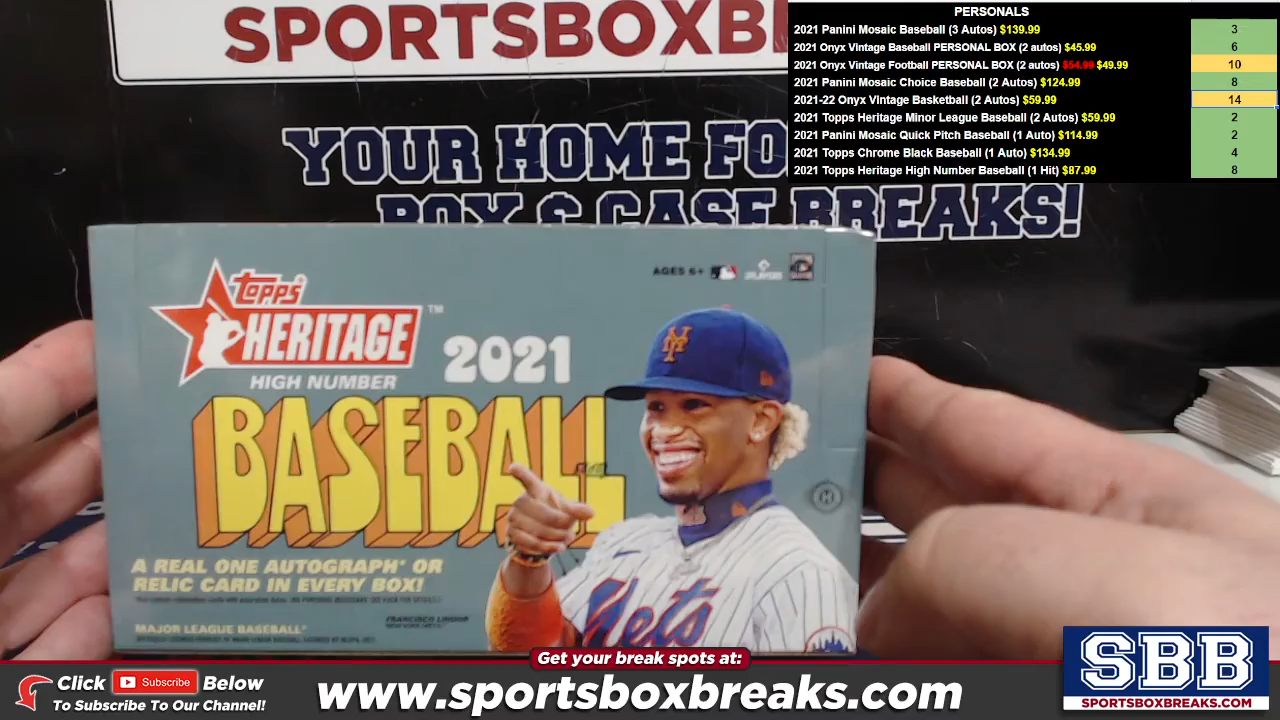 SPORTSBOXB
YOUR HOME FO
BOX & CASE BREAKS!
PERSONALS
2021 Panini Mosaic Baseball (3 Autos) $139.99 3
2021 Onyx Vintage Baseball PERSONAL BOX (2 autos) $45.99 6
2021 Onyx Vintage Football PERSONAL BOX (2 autos) $54.99 $49.99 10
2021 Panini Mosaic Choice Baseball (2 Autos) $124.99 8
2021-22 Onyx Vintage Basketball (2 Autos) $59.99 14
2021 Topps Heritage Minor League Baseball (2 Autos) $59.99 2
2021 Panini Mosaic Quick Pitch Baseball (1 Auto) $114.99 2
2021 Topps Chrome Black Baseball (1 Auto) $134.99 4
2021 Topps Heritage High Number Baseball (1 Hit) $87.99 8
AGES 6+
Topps
HERITAGE™
HIGH NUMBER
2021
BASEBALL
A REAL ONE AUTOGRAPH* OR
RELIC CARD IN EVERY BOX!
FRANCISCO LINDOR
NEW YORK METS
MAJOR LEAGUE BASEBALL
Mets
Get your break spots at:
Click Subscribe Below
To Subscribe To Our Channel!
www.sportsboxbreaks.com
SBB
SPORTSBOXBREAKS.COM